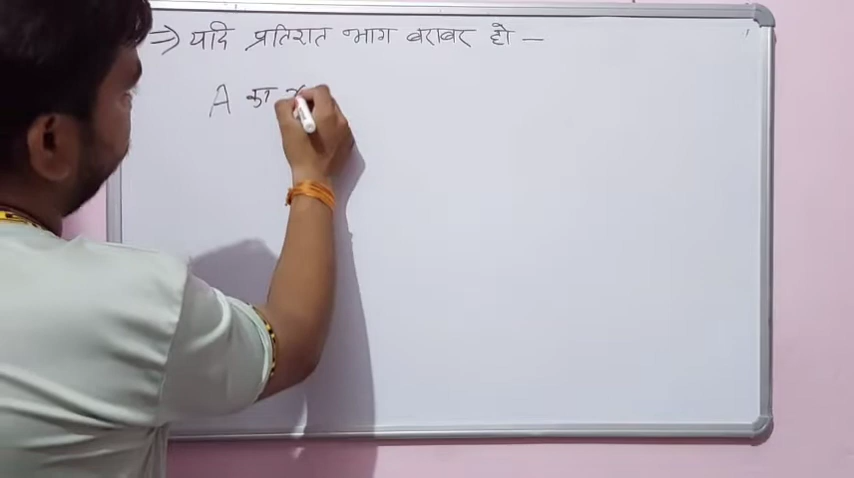 ⇒ यदि प्रतिशत भाग बराबर हो —
A का x